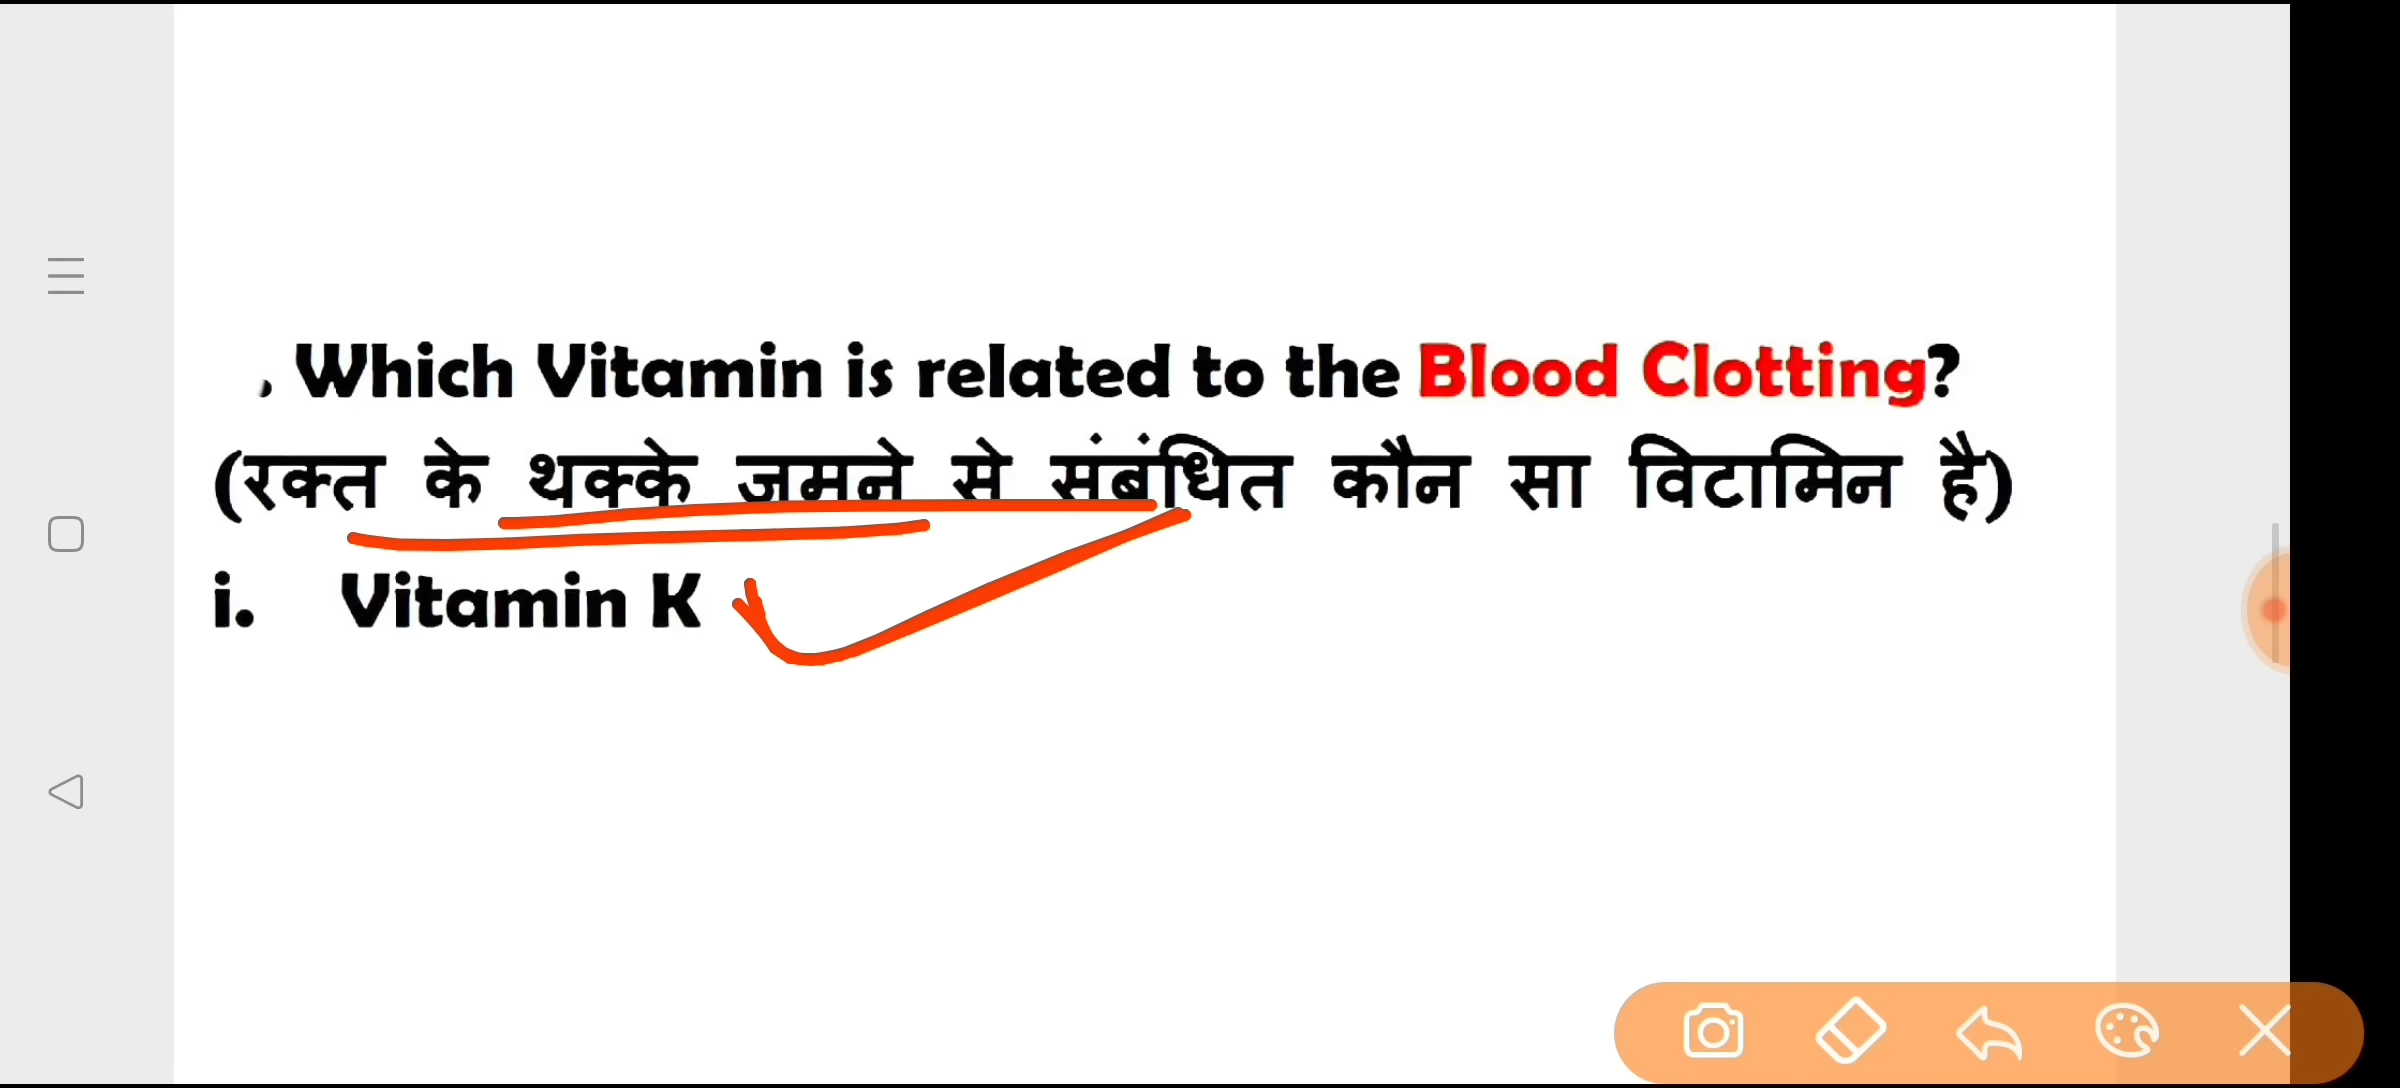 . Which Vitamin is related to the Blood Clotting?
(रक्त के थक्के जमने से संबंधित कौन सा विटामिन है)
i. Vitamin K